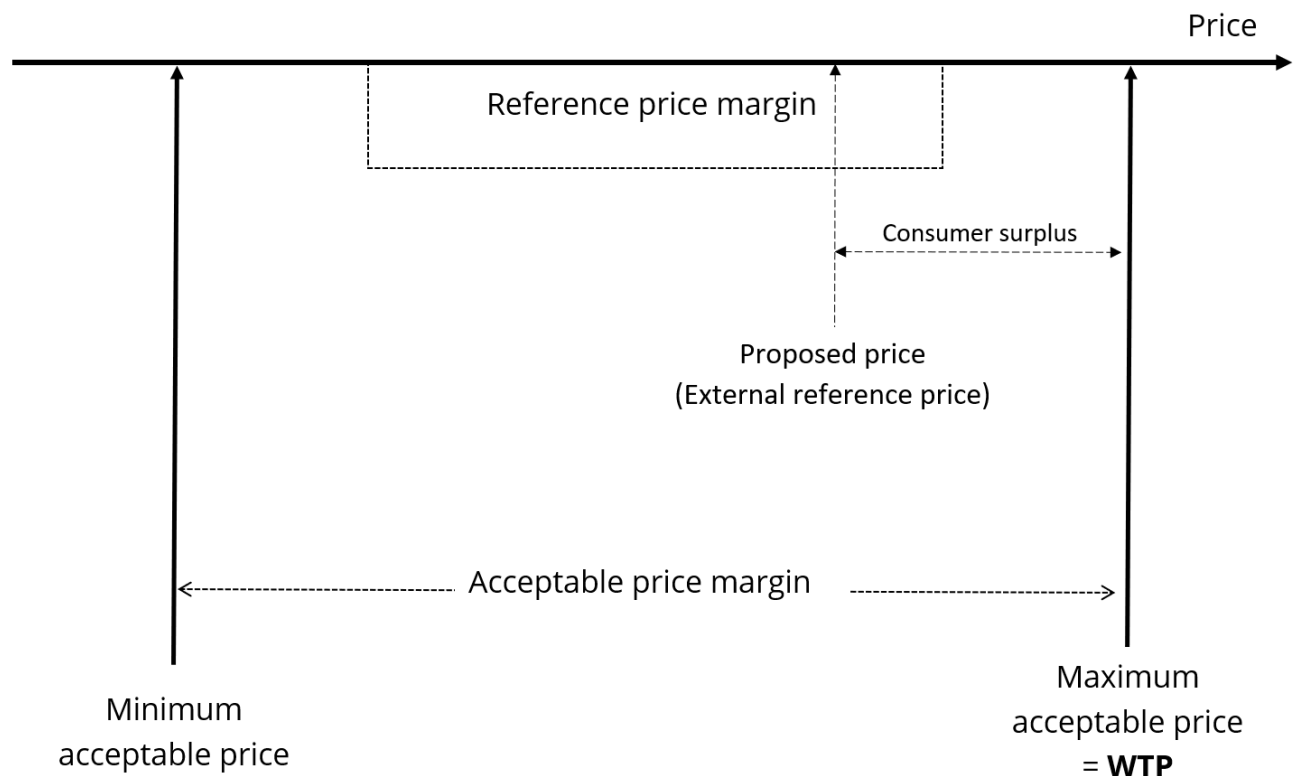 Price
Reference price margin
Consumer surplus
Proposed price
(External reference price)
Acceptable price margin
Minimum
acceptable price
Maximum
acceptable price
= WTP